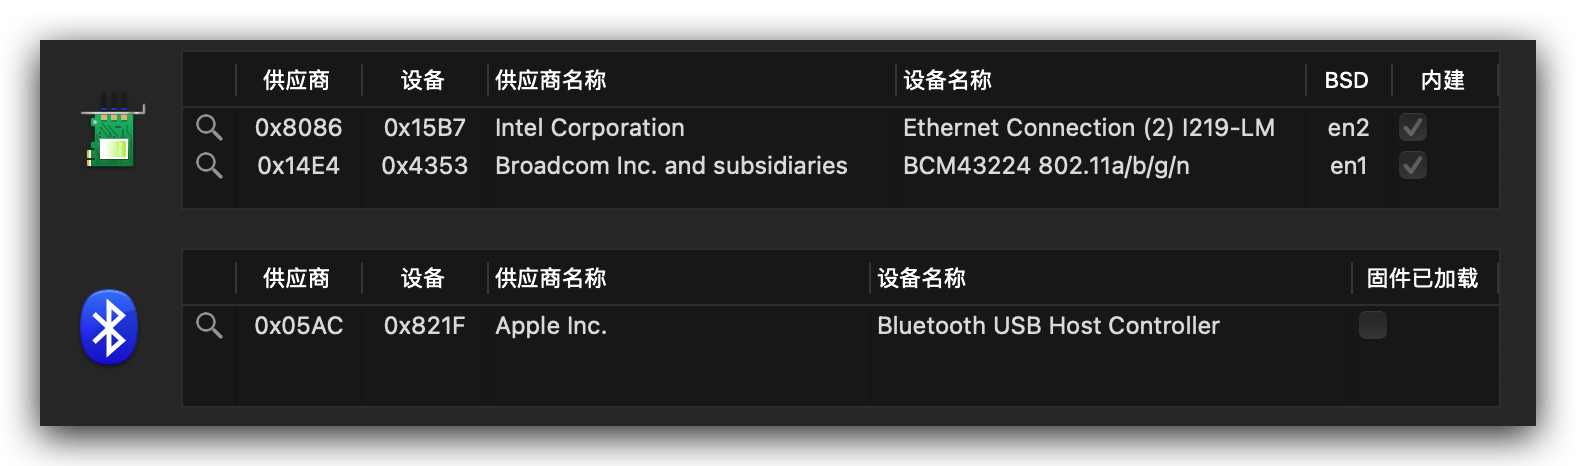 供应商 设备 供应商名称 设备名称 BSD 内建
0x8086 0x15B7 Intel Corporation Ethernet Connection (2) I219-LM en2
0x14E4 0x4353 Broadcom Inc. and subsidiaries BCM43224 802.11a/b/g/n en1
供应商 设备 供应商名称 设备名称 固件已加载
0x05AC 0x821F Apple Inc. Bluetooth USB Host Controller